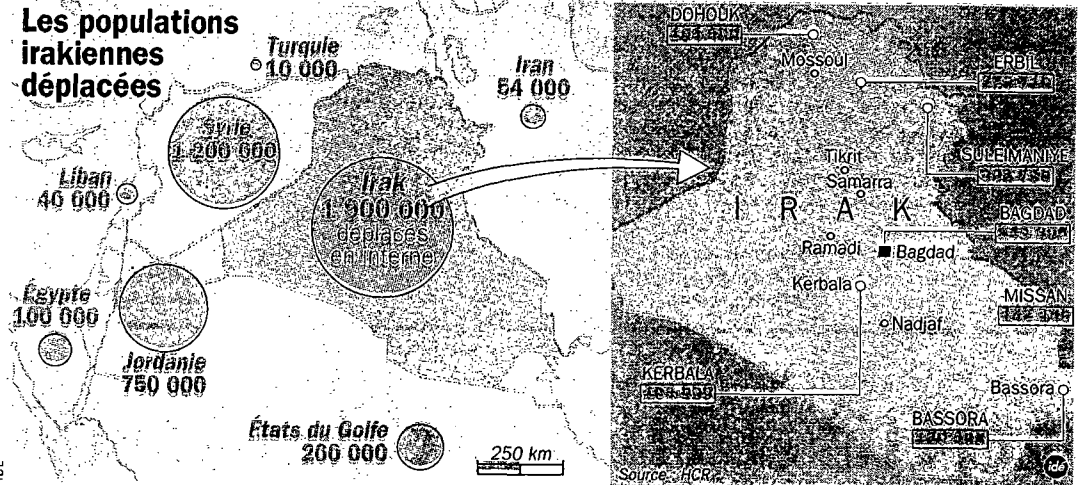 Les populations
irakiennes
déplacées
Turquie
10 000
Iran
54 000
Syrie
1 200 000
Liban
40 000
Irak
1 900 000
déplacés
en interne
Égypte
100 000
Jordanie
750 000
États du Golfe
200 000
250 km
DOHOUK
Mossoul
ERBIL
SULEIMANIYE
Tikrit
Samarra
IRAK
BAGDAD
Ramadi
Bagdad
Kerbala
MISSAN
Nadjaf
KERBALA
Bassora
BASSORA
Source : HCR
idé